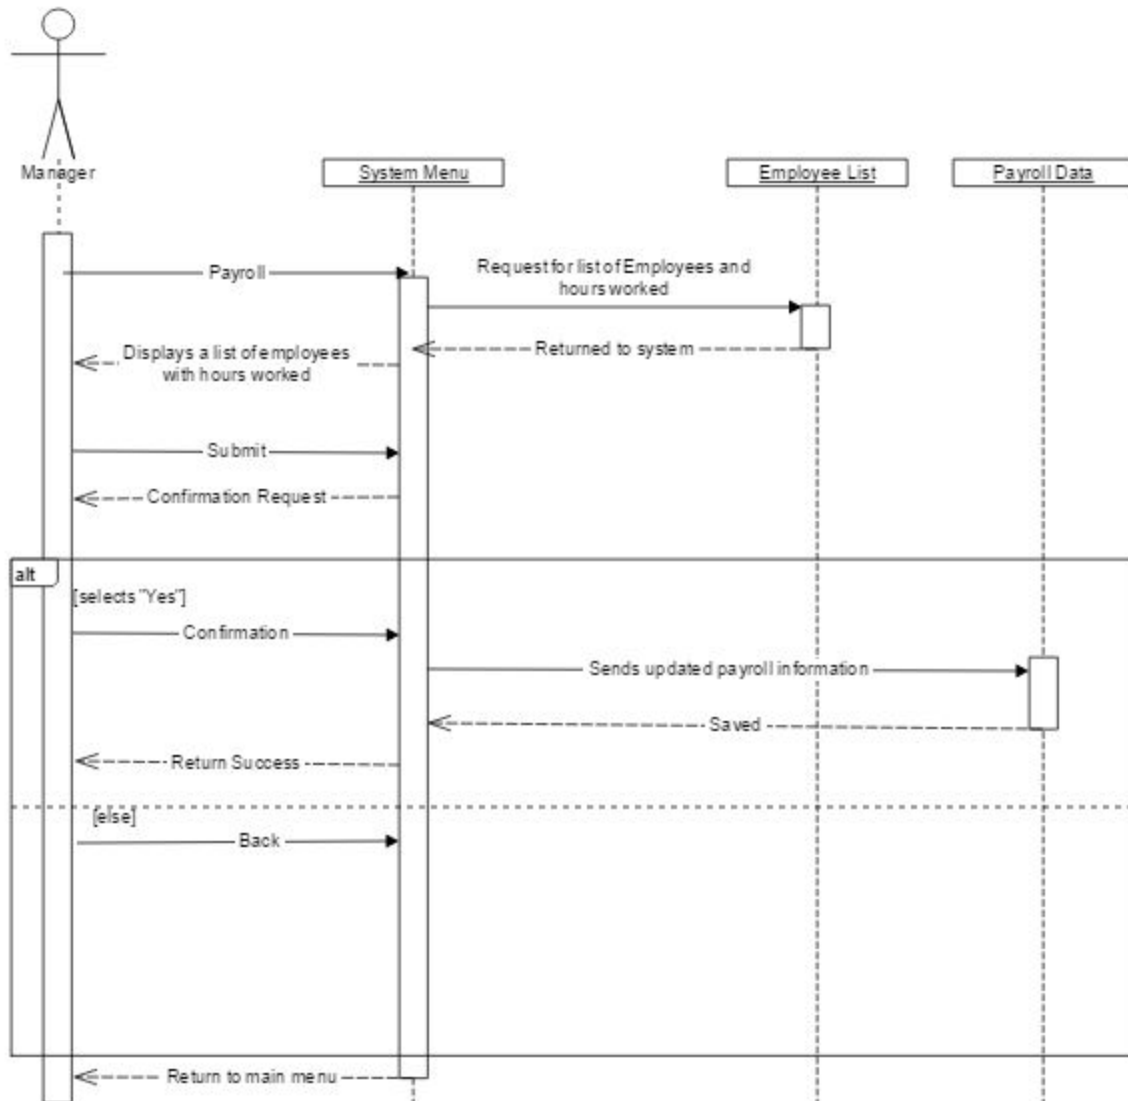 Manager
System Menu
Employee List
Payroll Data
Payroll
Request for list of Employees and
hours worked
Returned to system
Displays a list of employees
with hours worked
Submit
Confirmation Request
alt
[selects "Yes"]
Confirmation
Sends updated payroll information
Saved
Return Success
[else]
Back
Return to main menu